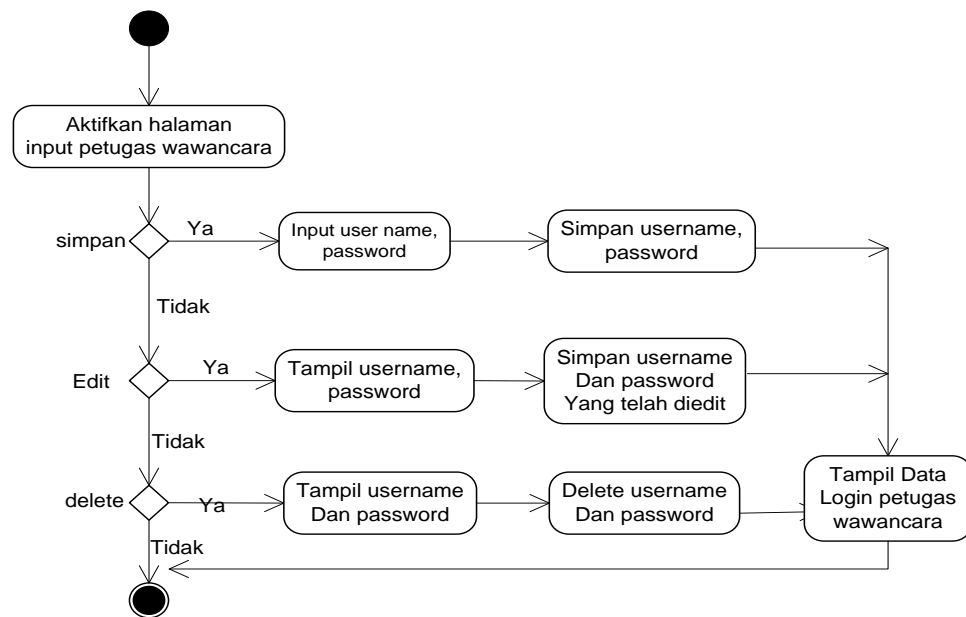 Aktifkan halaman
input petugas wawancara
simpan
Ya
Input user name,
password
Simpan username,
password
Tidak
Edit
Ya
Tampil username,
password
Simpan username
Dan password
Yang telah diedit
Tidak
delete
Ya
Tampil username
Dan password
Delete username
Dan password
Tampil Data
Login petugas
wawancara
Tidak